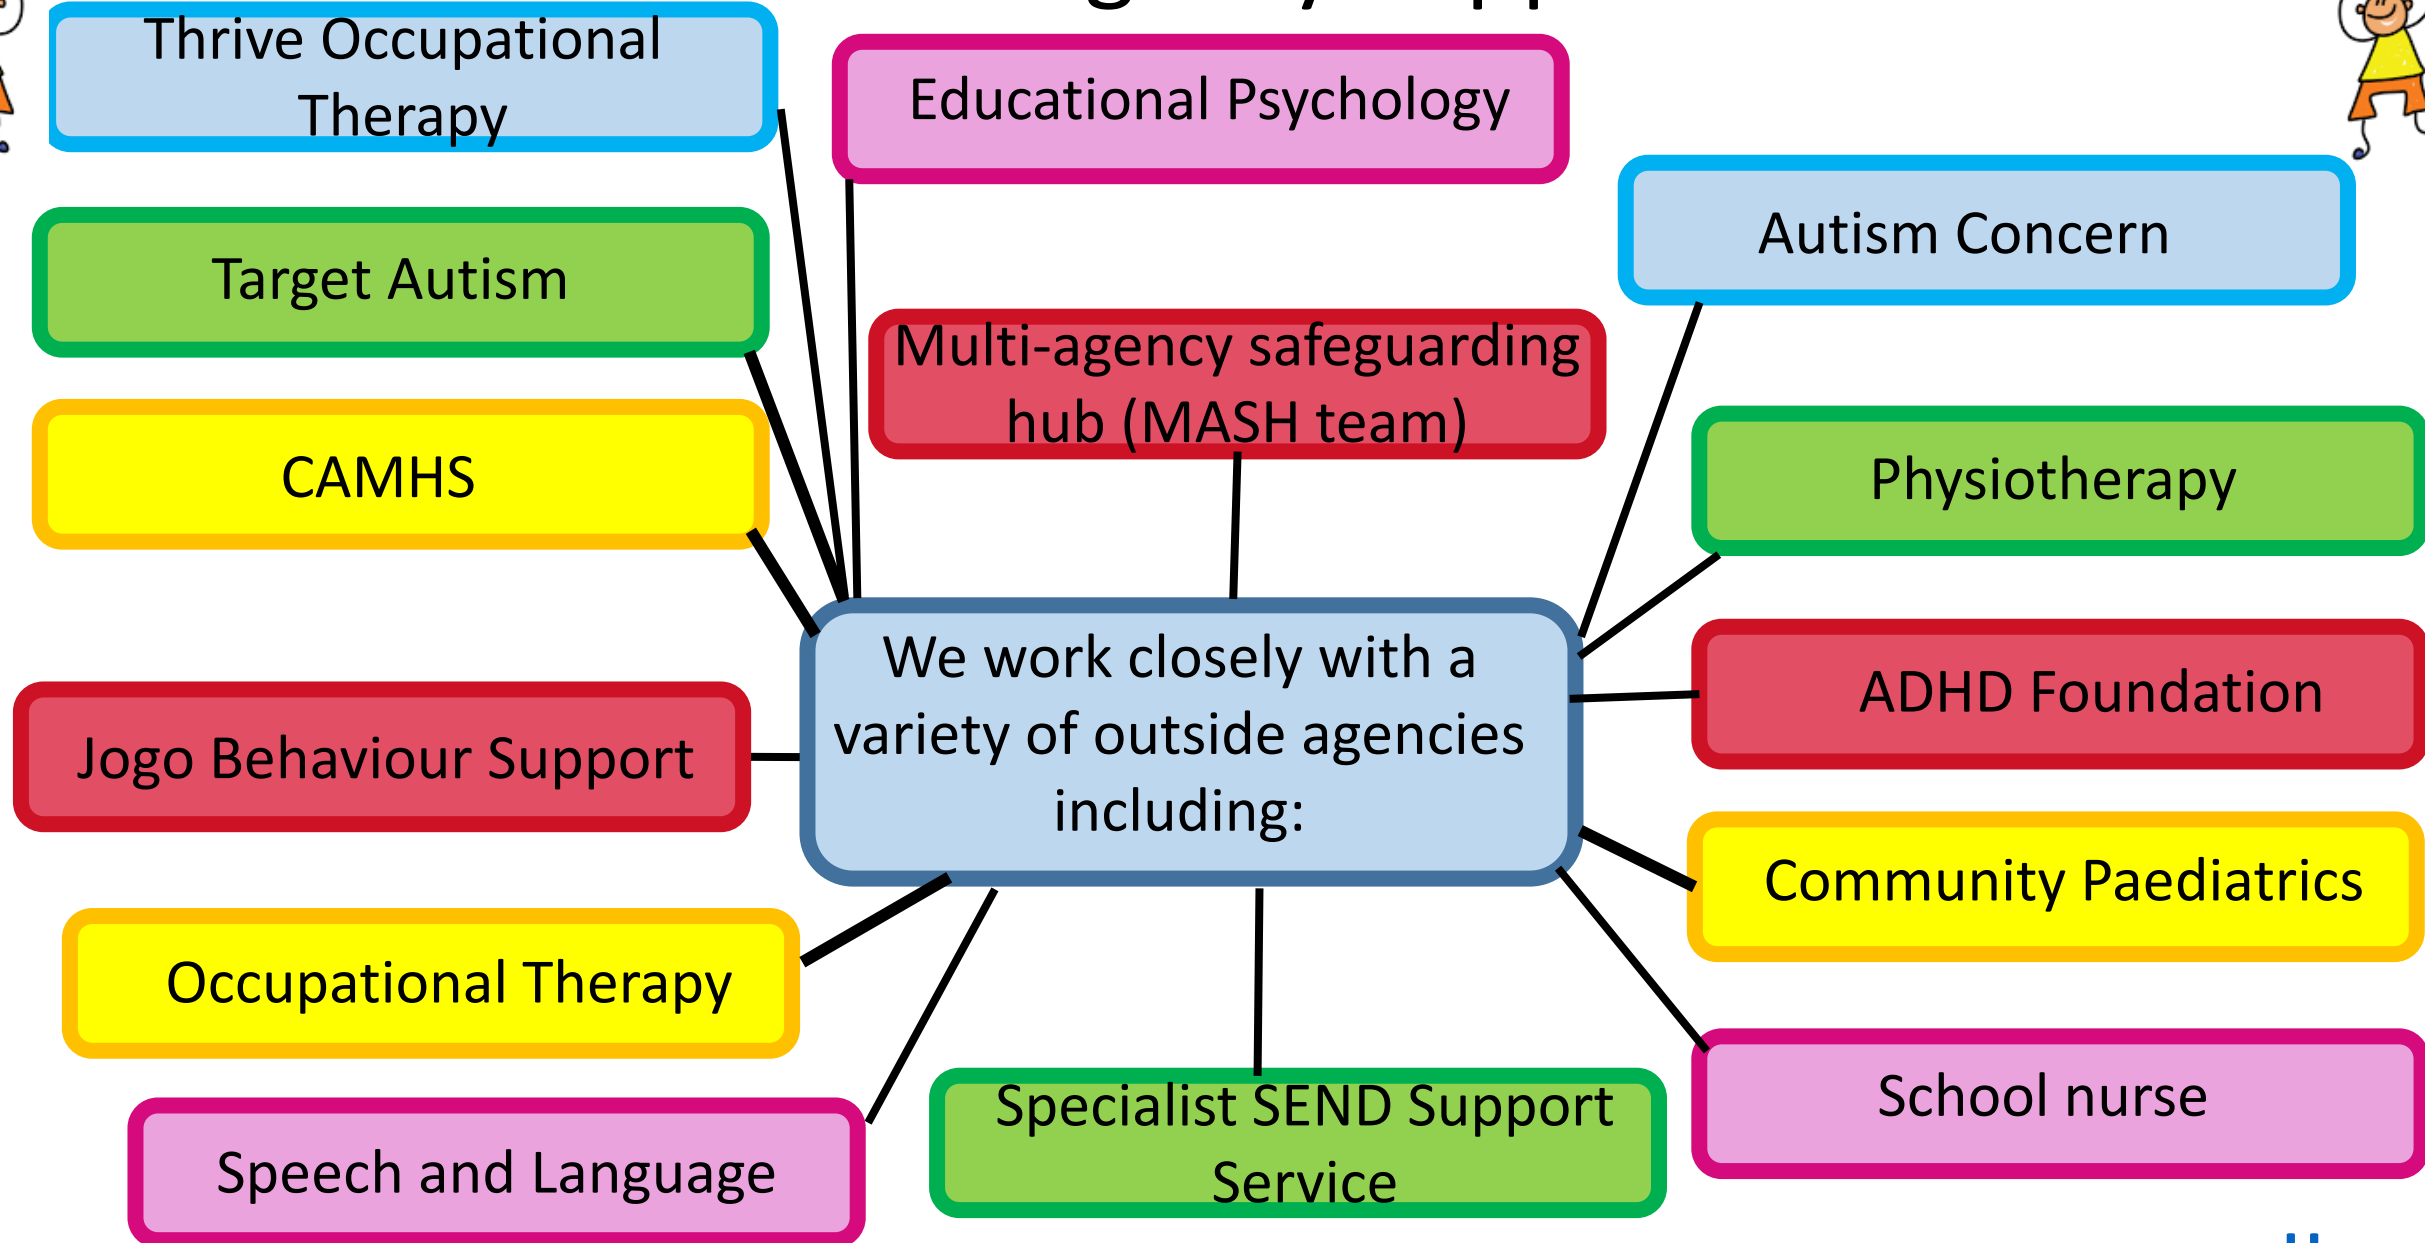 Thrive Occupational
Therapy
Educational Psychology
Autism Concern
Target Autism
Multi-agency safeguarding
hub (MASH team)
CAMHS
Physiotherapy
We work closely with a
variety of outside agencies
including:
ADHD Foundation
Jogo Behaviour Support
Community Paediatrics
Occupational Therapy
School nurse
Specialist SEND Support
Service
Speech and Language